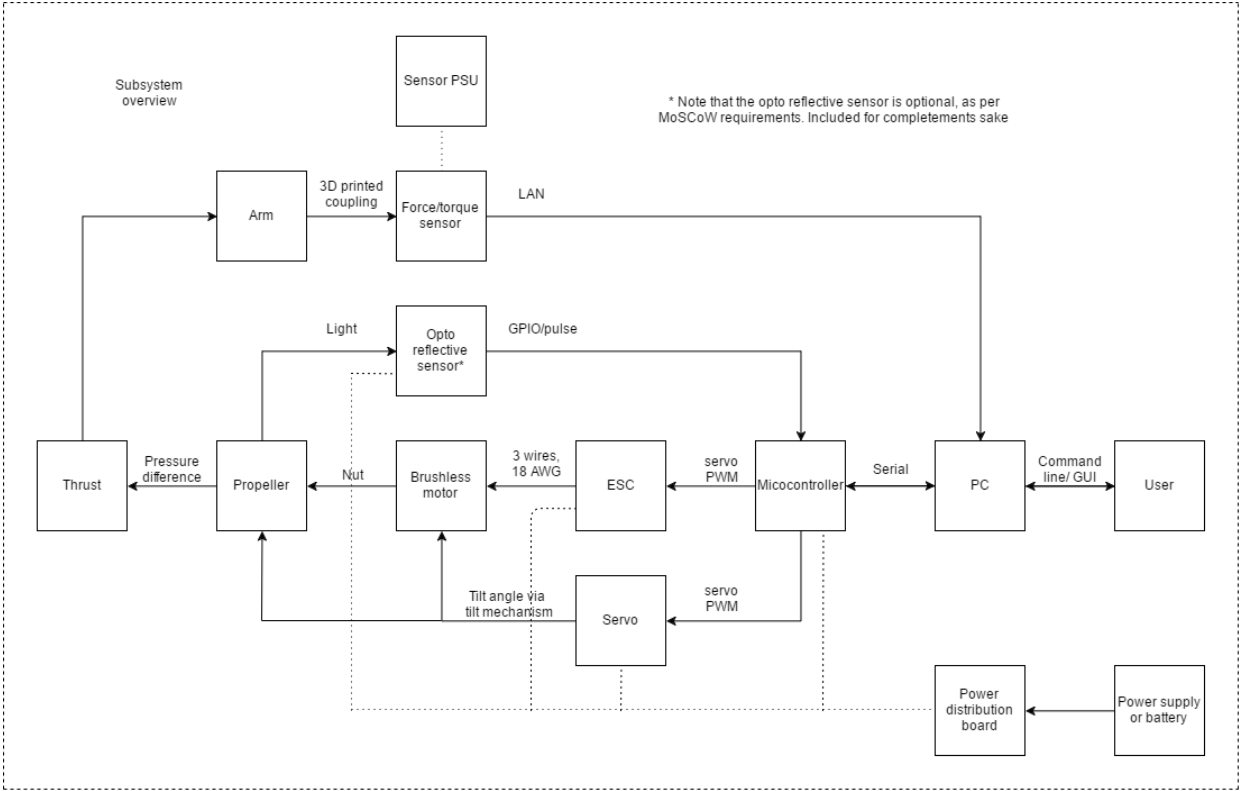 Subsystem
overview
Sensor PSU
* Note that the opto reflective sensor is optional, as per
MoSCoW requirements. Included for completements sake
Arm
3D printed
coupling
Force/torque
sensor
LAN
Light
Opto
reflective
sensor*
GPIO/pulse
Thrust
Pressure
difference
Propeller
Nut
Brushless
motor
3 wires,
18 AWG
ESC
servo
PWM
Micocontroller
Serial
PC
Command
line/ GUI
User
Tilt angle via
tilt mechanism
Servo
servo
PWM
Power
distribution
board
Power supply
or battery